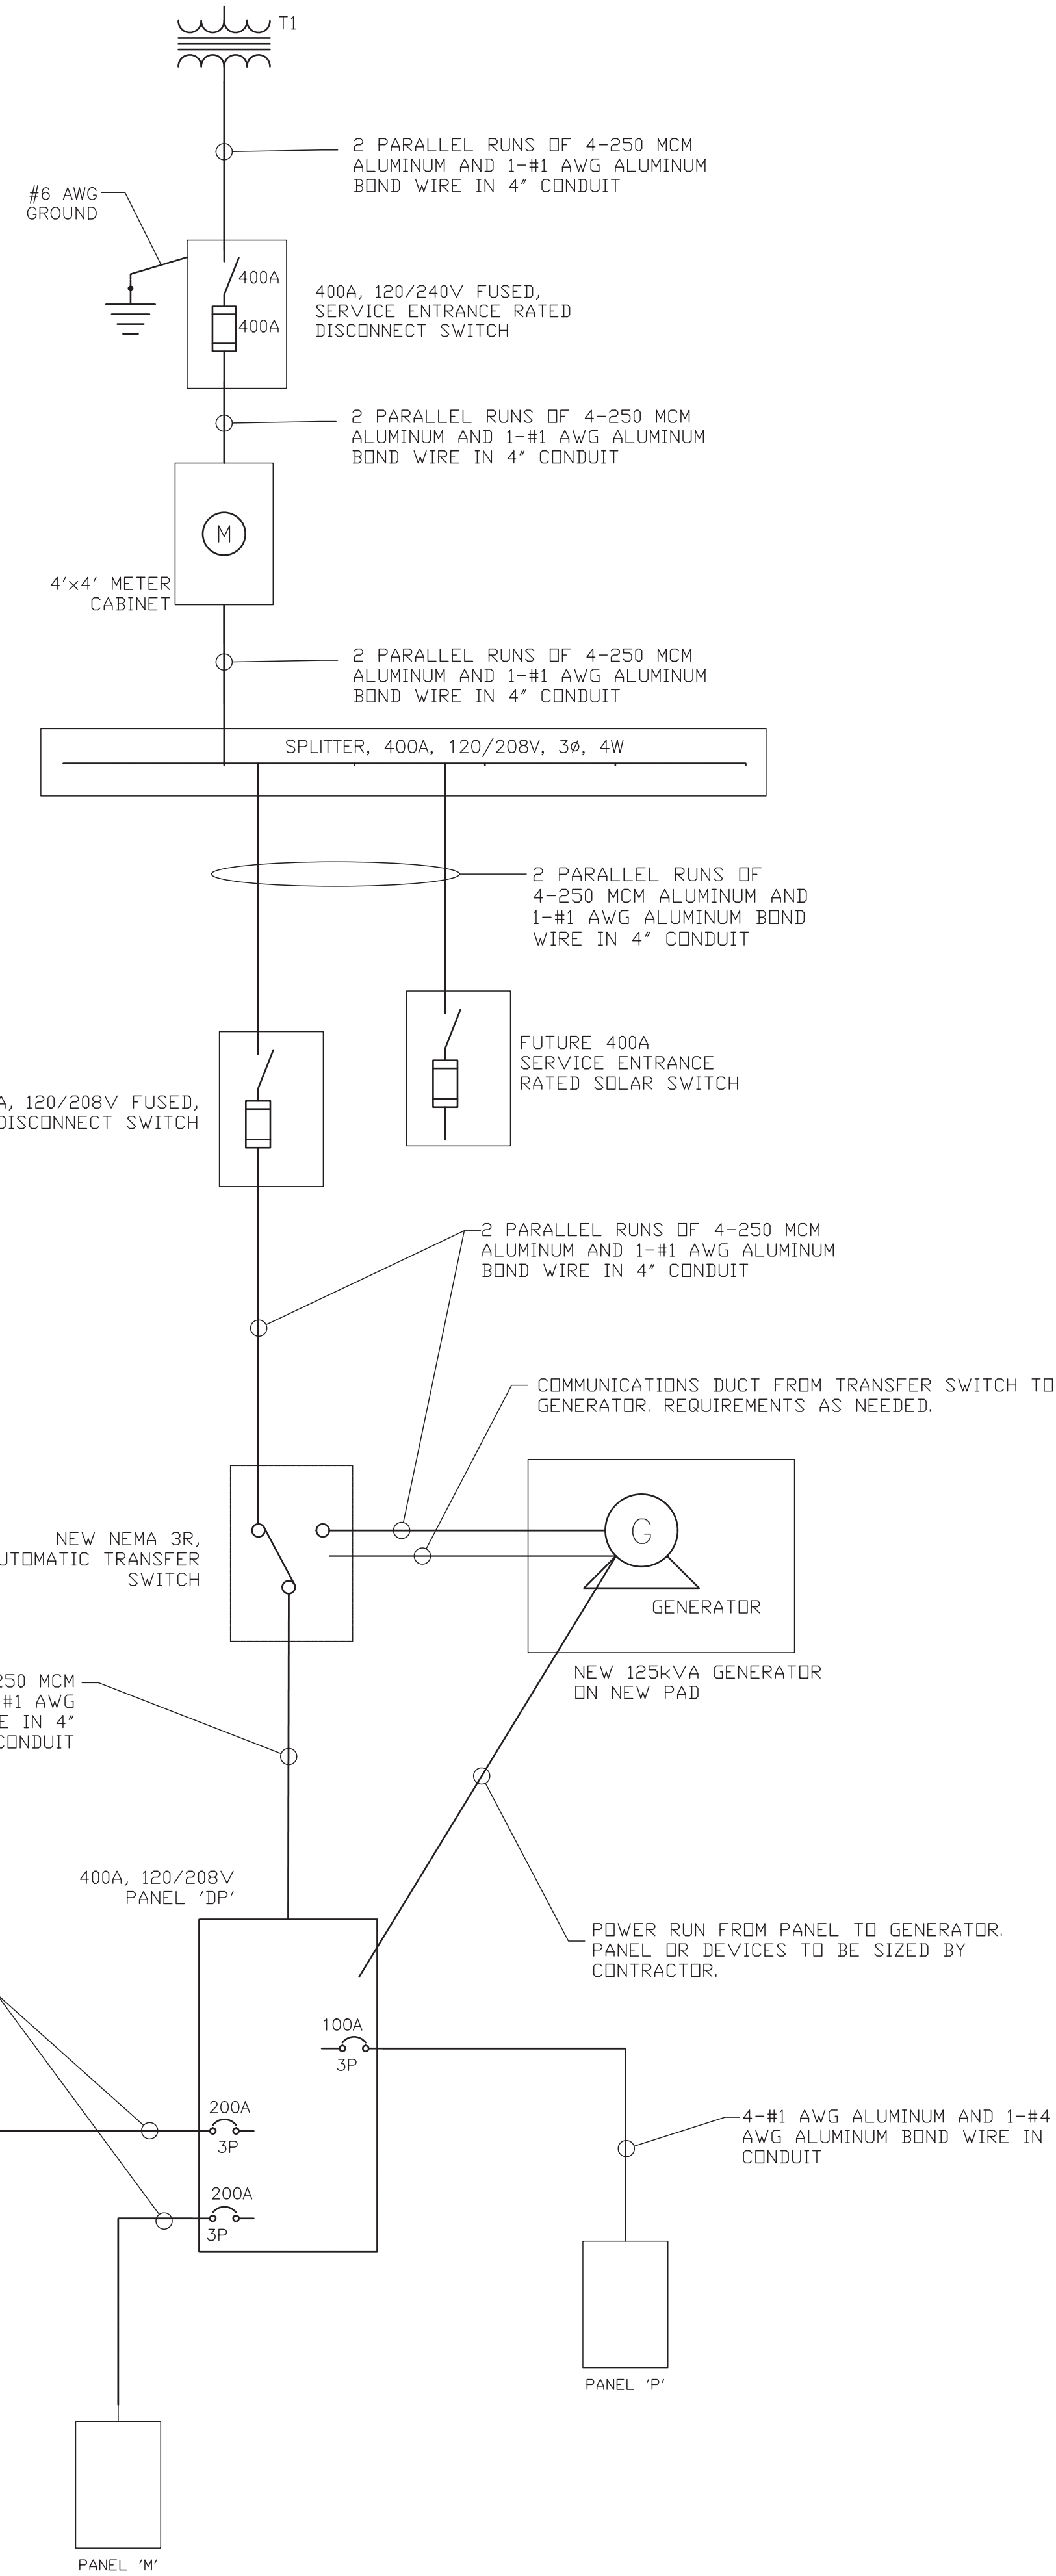 T1
2 PARALLEL RUNS OF 4-250 MCM
ALUMINUM AND 1-#1 AWG ALUMINUM
BOND WIRE IN 4" CONDUIT
#6 AWG
GROUND
400A
400A
400A, 120/240V FUSED,
SERVICE ENTRANCE RATED
DISCONNECT SWITCH
2 PARALLEL RUNS OF 4-250 MCM
ALUMINUM AND 1-#1 AWG ALUMINUM
BOND WIRE IN 4" CONDUIT
M
4'x4' METER
CABINET
2 PARALLEL RUNS OF 4-250 MCM
ALUMINUM AND 1-#1 AWG ALUMINUM
BOND WIRE IN 4" CONDUIT
SPLITTER, 400A, 120/208V, 3ø, 4W
2 PARALLEL RUNS OF
4-250 MCM ALUMINUM AND
1-#1 AWG ALUMINUM BOND
WIRE IN 4" CONDUIT
FUTURE 400A
SERVICE ENTRANCE
RATED SOLAR SWITCH
A, 120/208V FUSED,
DISCONNECT SWITCH
2 PARALLEL RUNS OF 4-250 MCM
ALUMINUM AND 1-#1 AWG ALUMINUM
BOND WIRE IN 4" CONDUIT
COMMUNICATIONS DUCT FROM TRANSFER SWITCH TO
GENERATOR. REQUIREMENTS AS NEEDED.
NEW NEMA 3R,
UTOMATIC TRANSFER
SWITCH
G
GENERATOR
NEW 125kVA GENERATOR
ON NEW PAD
250 MCM
#1 AWG
E IN 4"
CONDUIT
400A, 120/208V
PANEL 'DP'
POWER RUN FROM PANEL TO GENERATOR.
PANEL OR DEVICES TO BE SIZED BY
CONTRACTOR.
100A
3P
200A
3P
200A
3P
4-#1 AWG ALUMINUM AND 1-#4
AWG ALUMINUM BOND WIRE IN
CONDUIT
PANEL 'P'
PANEL 'M'